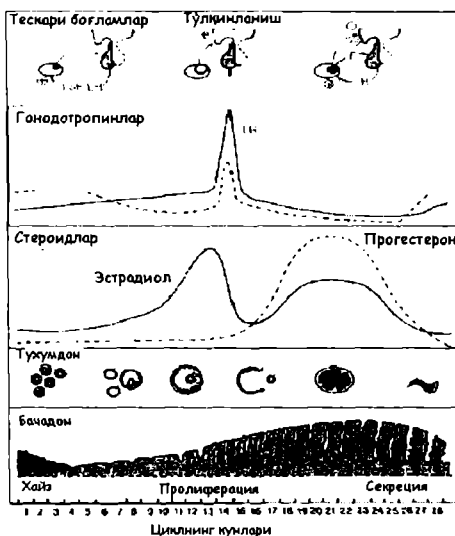 Тескари боғламлар
Тўлқинланиш
Гонодотропинлар
Стероидлар
Прогестерон
Эстрадиол
Тухумдон
Бачадон
Хайз
Пролиферация
Секреция
1 2 3 4 5 6 7 8 9 10 11 12 13 14 15 16 17 18 19 20 21 22 23 24 25 26 27 28
Циклнинг кунлари